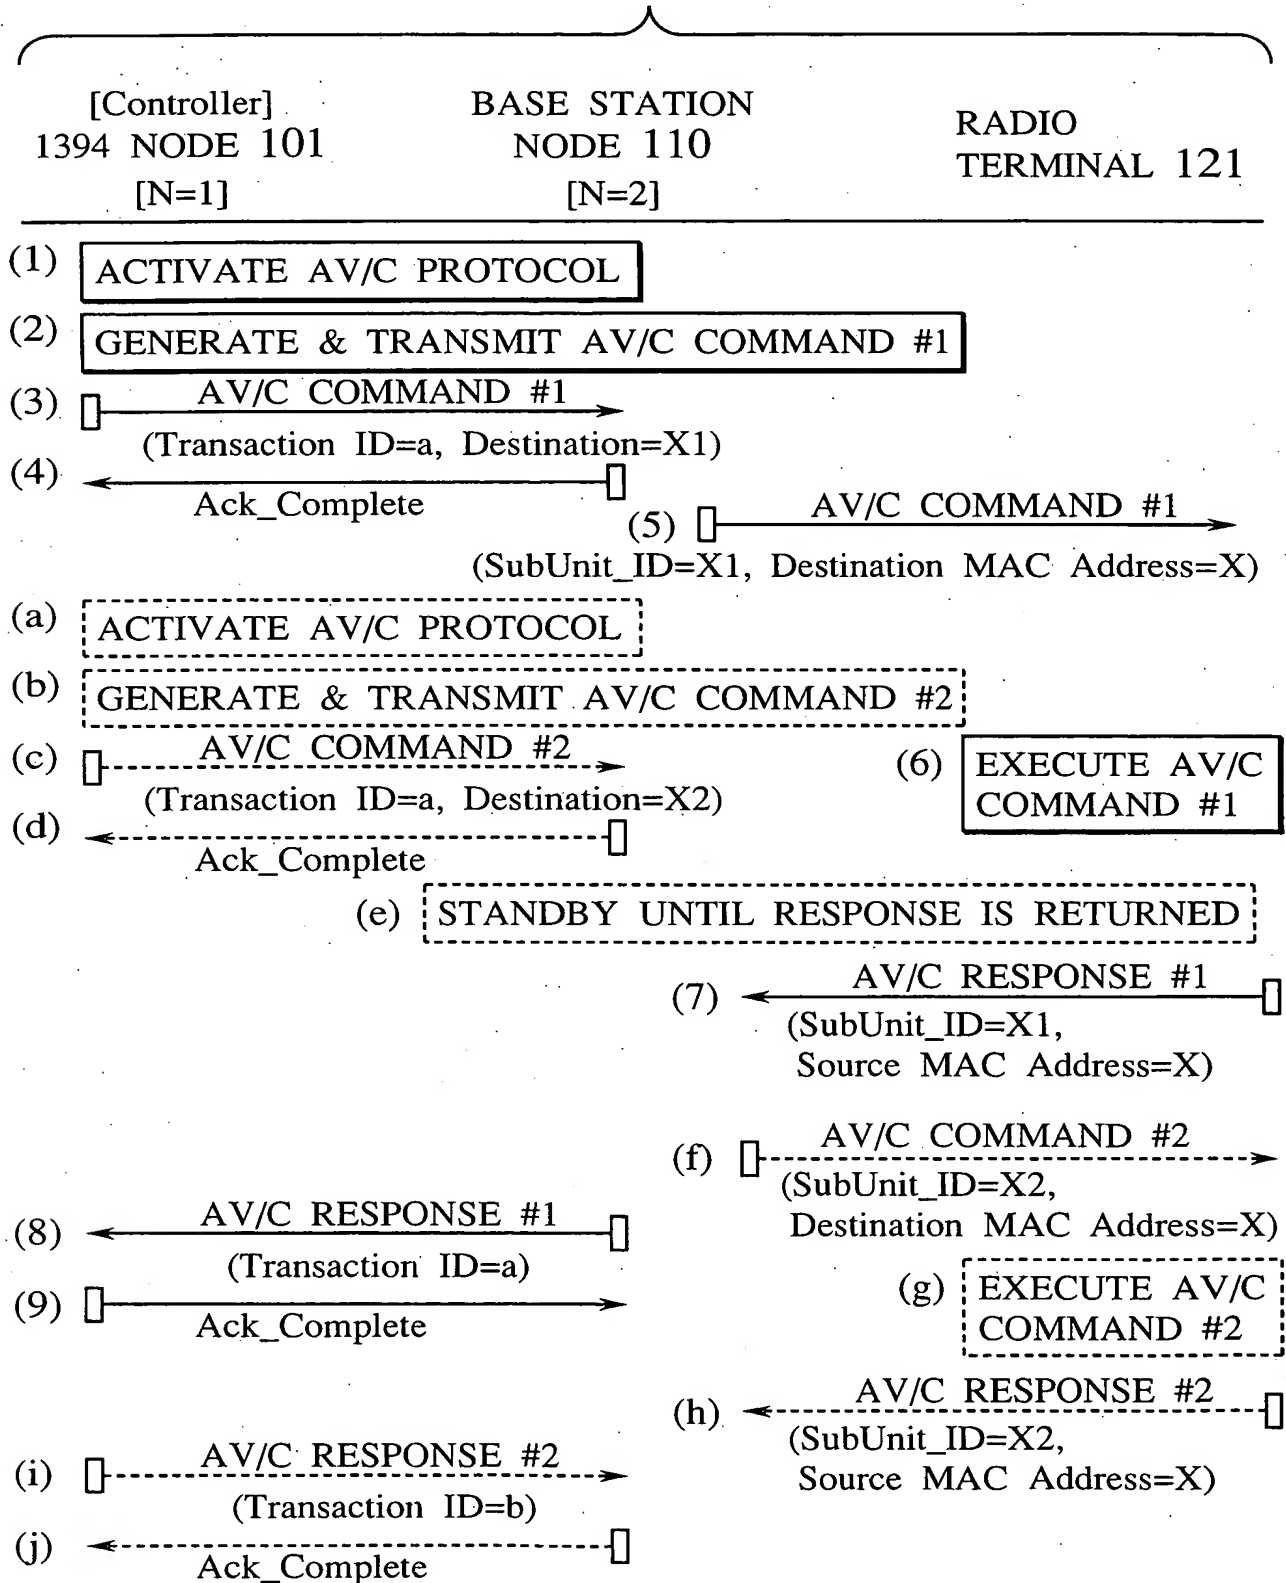 [Controller]
1394 NODE 101
[N=1]
BASE STATION
NODE 110
[N=2]
RADIO
TERMINAL 121
(1) ACTIVATE AV/C PROTOCOL
(2) GENERATE & TRANSMIT AV/C COMMAND #1
(3) AV/C COMMAND #1
(Transaction ID=a, Destination=X1)
(4) Ack_Complete
(5) AV/C COMMAND #1
(SubUnit_ID=X1, Destination MAC Address=X)
(a) ACTIVATE AV/C PROTOCOL
(b) GENERATE & TRANSMIT AV/C COMMAND #2
(c) AV/C COMMAND #2
(Transaction ID=a, Destination=X2)
(6) EXECUTE AV/C
COMMAND #1
(d) Ack_Complete
(e) STANDBY UNTIL RESPONSE IS RETURNED
(7) AV/C RESPONSE #1
(SubUnit_ID=X1,
Source MAC Address=X)
(f) AV/C COMMAND #2
(SubUnit_ID=X2,
Destination MAC Address=X)
(8) AV/C RESPONSE #1
(Transaction ID=a)
(9) Ack_Complete
(g) EXECUTE AV/C
COMMAND #2
(h) AV/C RESPONSE #2
(SubUnit_ID=X2,
Source MAC Address=X)
(i) AV/C RESPONSE #2
(Transaction ID=b)
(j) Ack_Complete